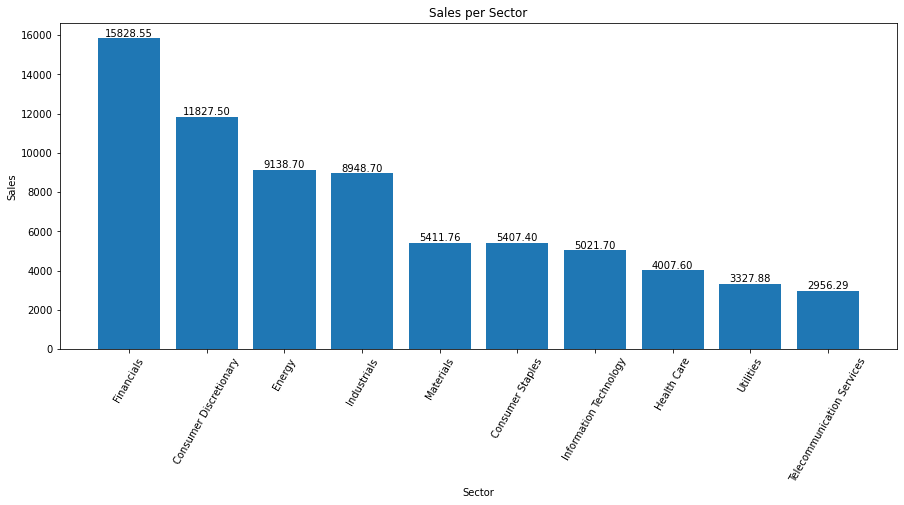 Sales per Sector
Sales
16000
14000
12000
10000
8000
6000
4000
2000
0
15828.55
11827.50
9138.70
8948.70
5411.76
5407.40
5021.70
4007.60
3327.88
2956.29
Financials
Consumer Discretionary
Energy
Industrials
Materials
Consumer Staples
Information Technology
Health Care
Utilities
Telecommunication Services
Sector